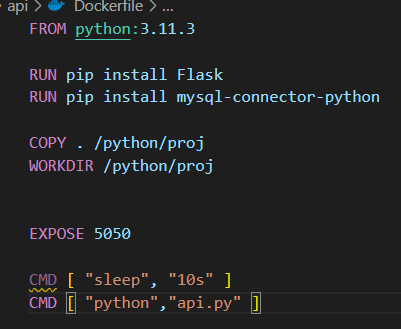 api > Dockerfile > ...
FROM python:3.11.3
RUN pip install Flask
RUN pip install mysql-connector-python
COPY . /python/proj
WORKDIR /python/proj
EXPOSE 5050
CMD [ "sleep", "10s" ]
CMD [ "python","api.py" ]